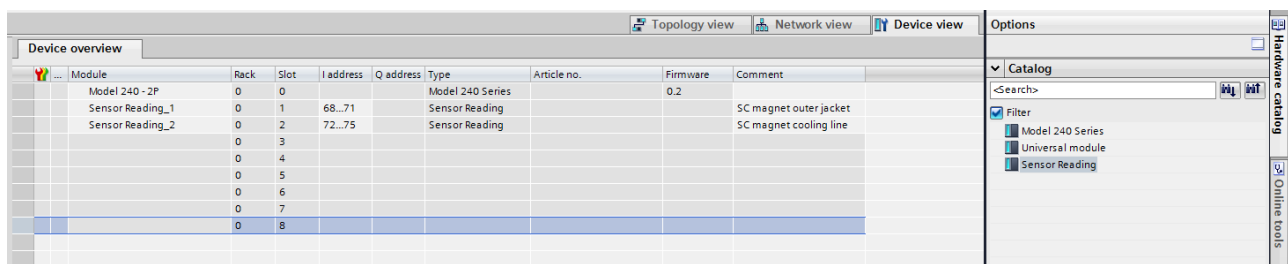 Topology view Network view Device view Options
Device overview
... Module Rack Slot I address Q address Type Article no. Firmware Comment
Catalog
Model 240 - 2P 0 0 Model 240 Series 0.2
<Search>
Sensor Reading_1 0 1 68...71 Sensor Reading SC magnet outer jacket
Filter
Sensor Reading_2 0 2 72...75 Sensor Reading SC magnet cooling line
Model 240 Series
0 3
Universal module
0 4
Sensor Reading
0 5
0 6
0 7
0 8
Hardware catalog
Online tools